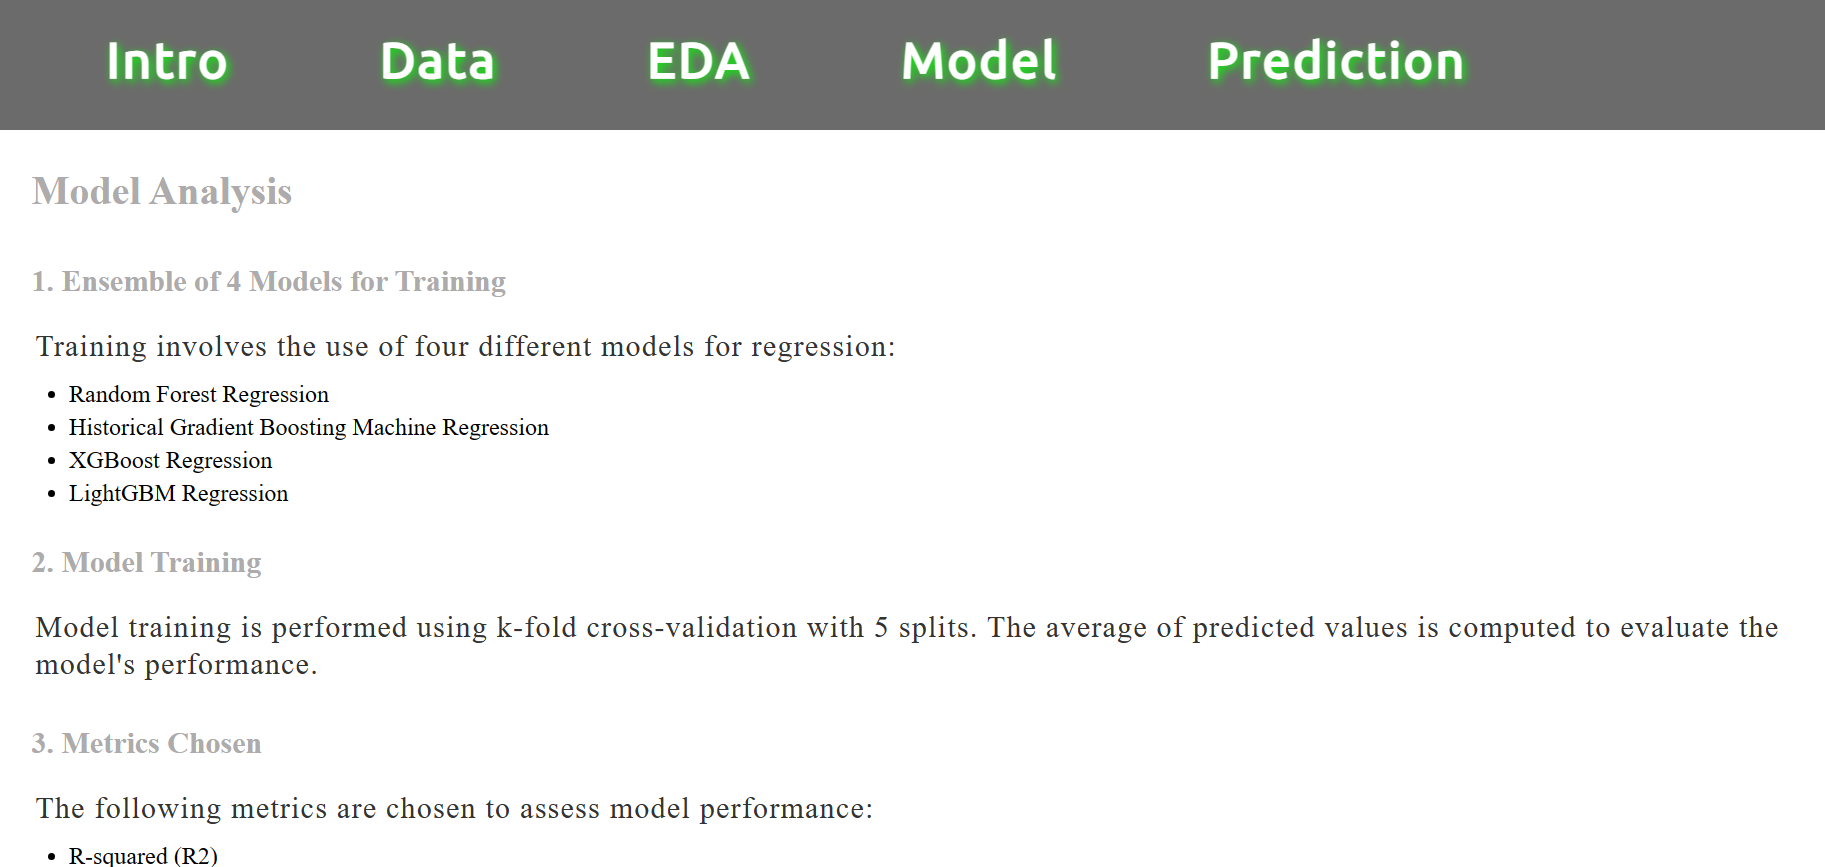 Intro Data EDA Model Prediction
Model Analysis
1. Ensemble of 4 Models for Training
Training involves the use of four different models for regression:
• Random Forest Regression
• Historical Gradient Boosting Machine Regression
• XGBoost Regression
• LightGBM Regression
2. Model Training
Model training is performed using k-fold cross-validation with 5 splits. The average of predicted values is computed to evaluate the
model's performance.
3. Metrics Chosen
The following metrics are chosen to assess model performance:
• R-squared (R2)